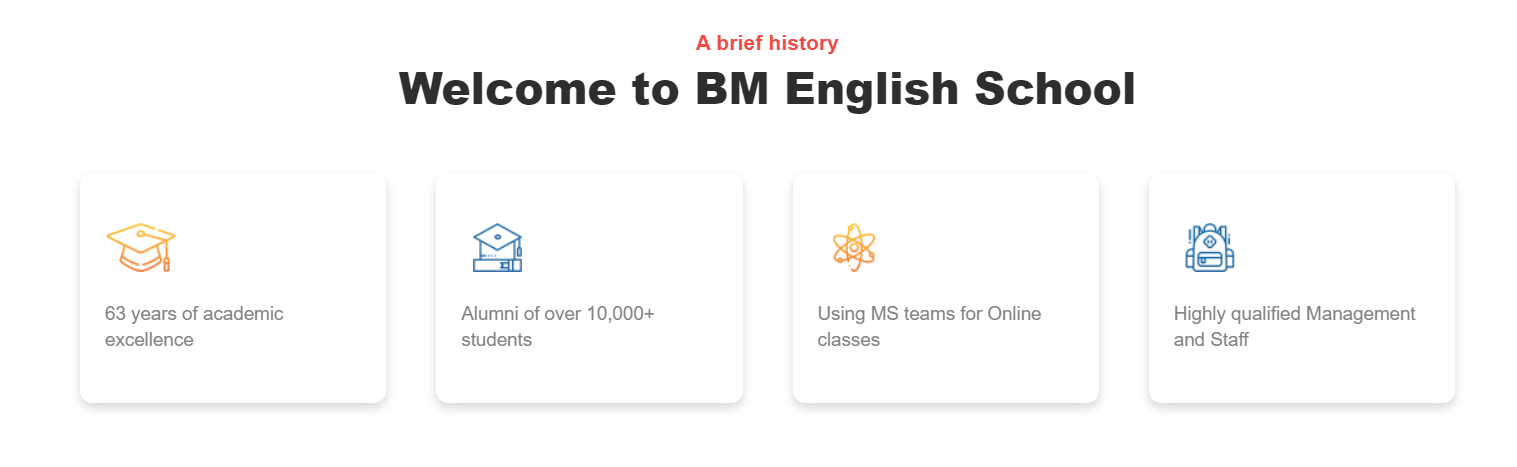 A brief history
Welcome to BM English School
63 years of academic
excellence
Alumni of over 10,000+
students
Using MS teams for Online
classes
Highly qualified Management
and Staff